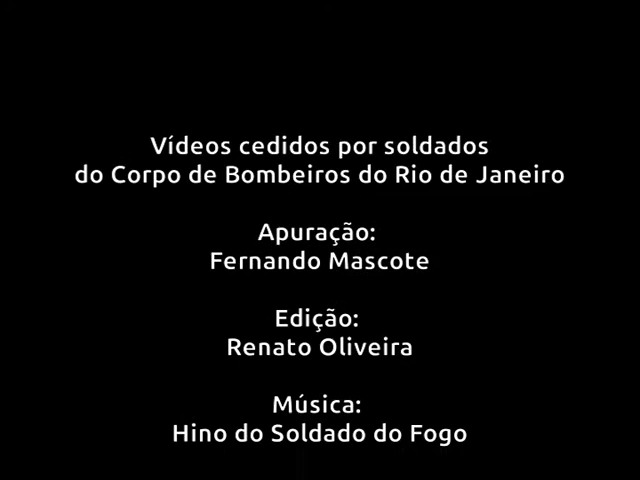 Vídeos cedidos por soldados
do Corpo de Bombeiros do Rio de Janeiro
Apuração:
Fernando Mascote
Edição:
Renato Oliveira
Música:
Hino do Soldado do Fogo